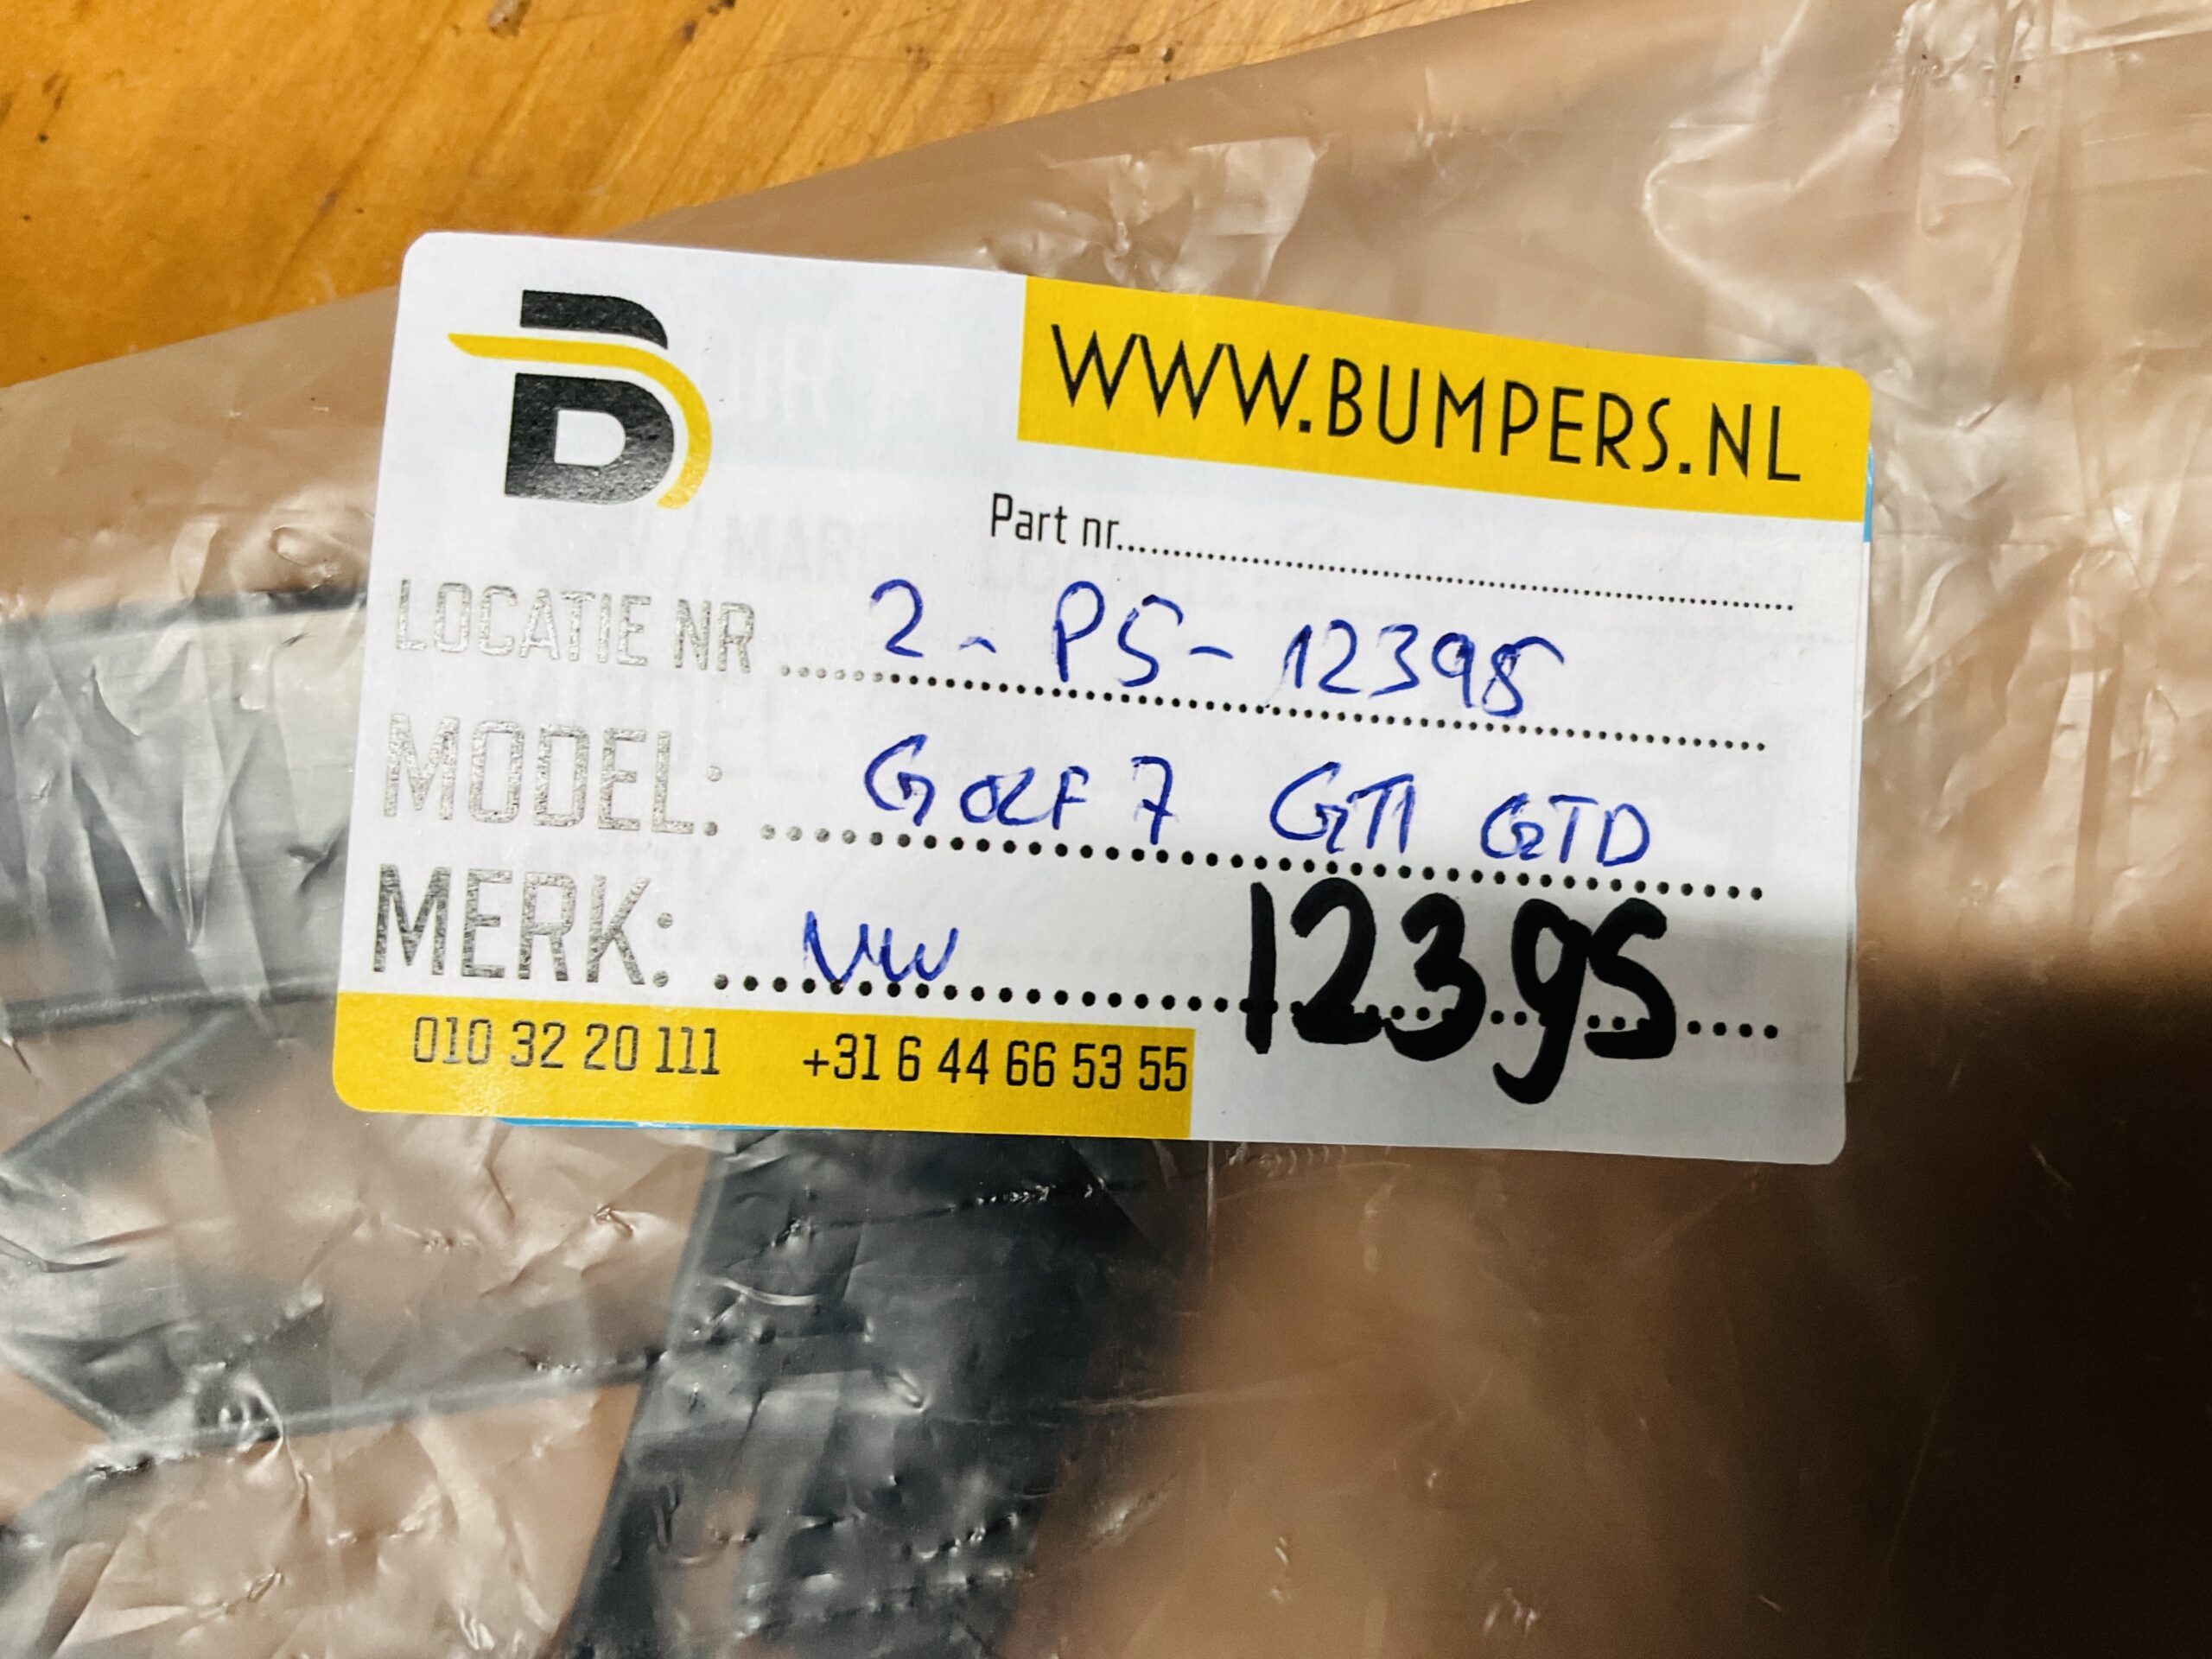 B
WWW.BUMPERS.NL
Part nr..............................
LOCATIE NR ..... 2 - P5 - 12395
MODEL: ..... GOLF 7 GTI GTD
MERK: ..... VW 12395
010 32 20 111 +31 6 44 66 53 55